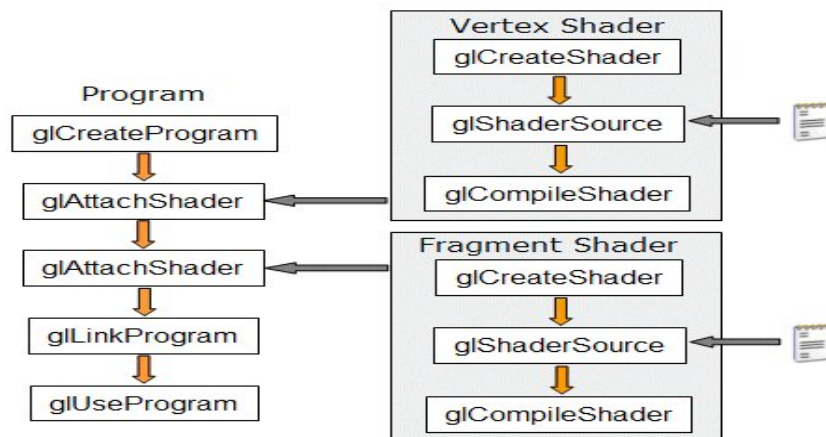 Program
glCreateProgram
glAttachShader
glAttachShader
glLinkProgram
glUseProgram
Vertex Shader
glCreateShader
glShaderSource
glCompileShader
Fragment Shader
glCreateShader
glShaderSource
glCompileShader